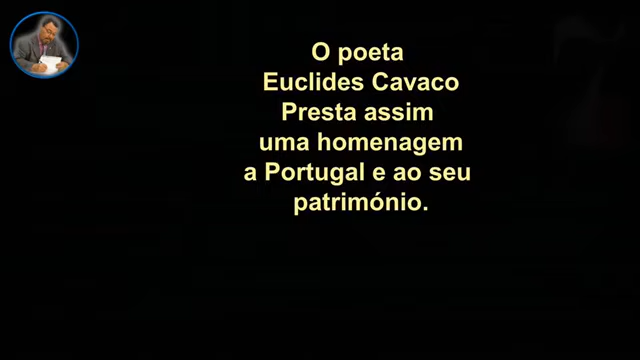 O poeta
Euclides Cavaco
Presta assim
uma homenagem
a Portugal e ao seu
património.